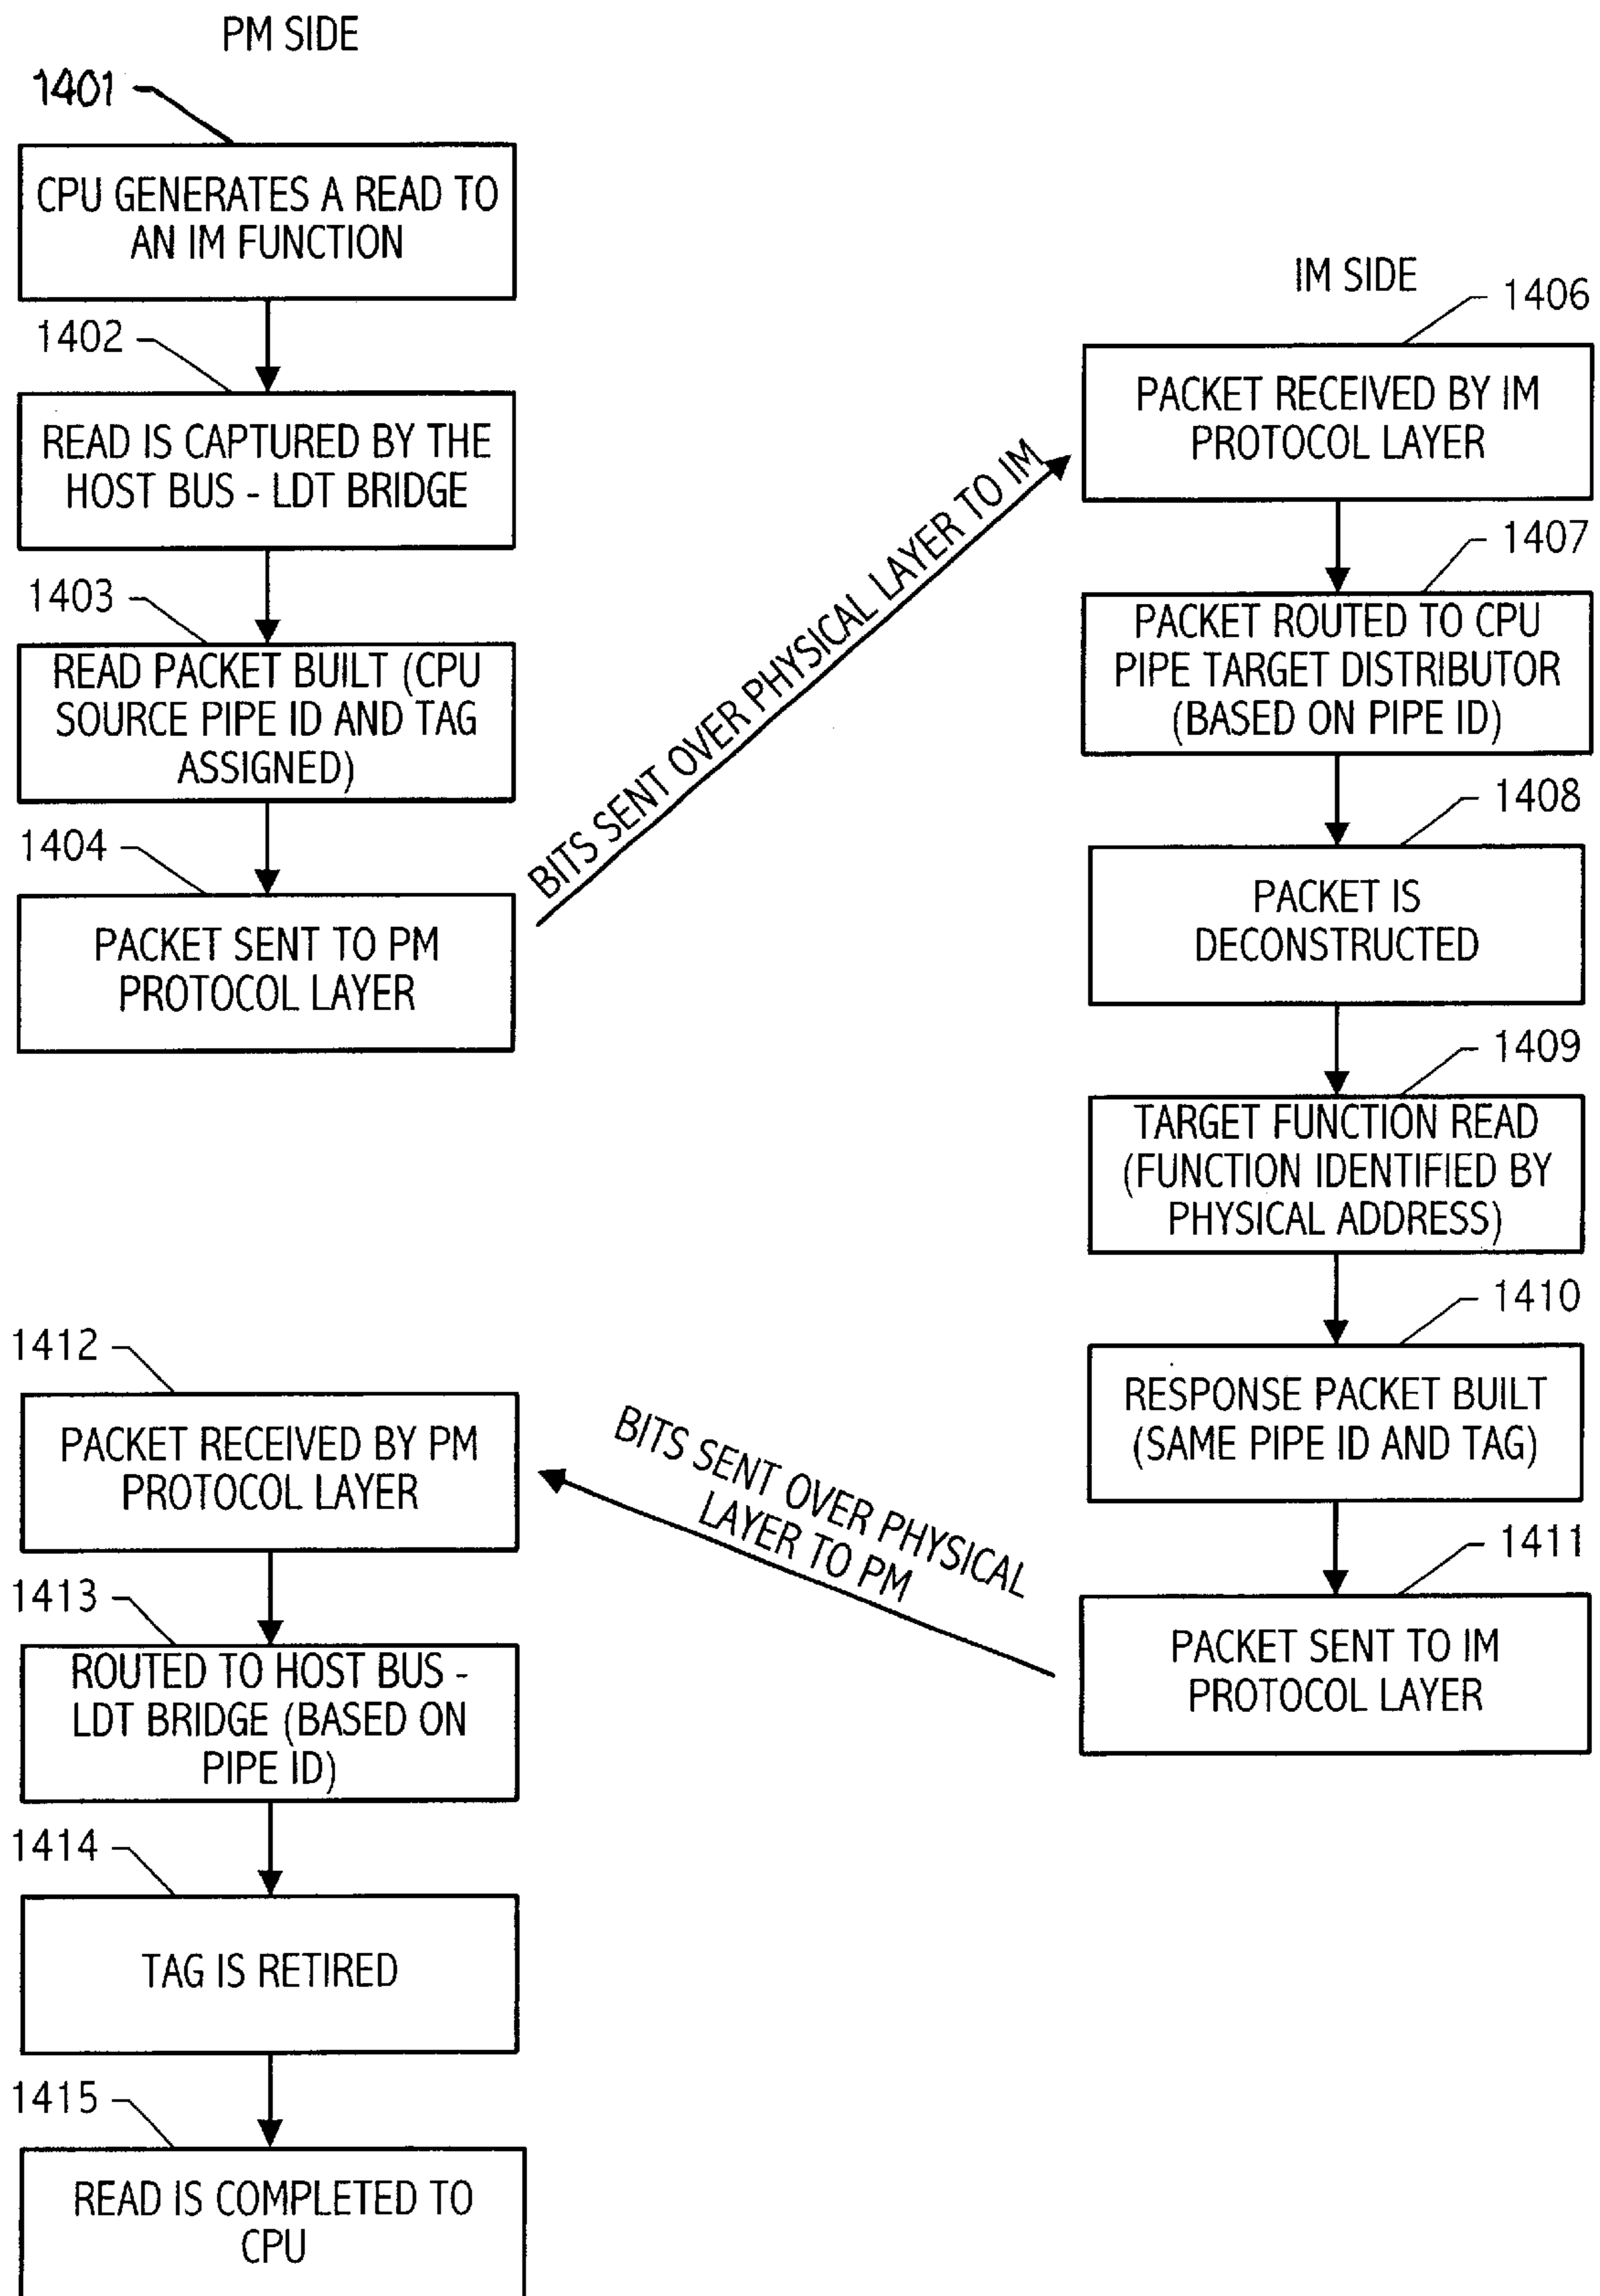 PM SIDE
1401
CPU GENERATES A READ TO
AN IM FUNCTION
1402
READ IS CAPTURED BY THE
HOST BUS - LDT BRIDGE
1403
READ PACKET BUILT (CPU
SOURCE PIPE ID AND TAG
ASSIGNED)
1404
PACKET SENT TO PM
PROTOCOL LAYER
BITS SENT OVER PHYSICAL LAYER TO IM
IM SIDE
1406
PACKET RECEIVED BY IM
PROTOCOL LAYER
1407
PACKET ROUTED TO CPU
PIPE TARGET DISTRIBUTOR
(BASED ON PIPE ID)
1408
PACKET IS
DECONSTRUCTED
1409
TARGET FUNCTION READ
(FUNCTION IDENTIFIED BY
PHYSICAL ADDRESS)
1410
RESPONSE PACKET BUILT
(SAME PIPE ID AND TAG)
1411
PACKET SENT TO IM
PROTOCOL LAYER
BITS SENT OVER PHYSICAL
LAYER TO PM
1412
PACKET RECEIVED BY PM
PROTOCOL LAYER
1413
ROUTED TO HOST BUS -
LDT BRIDGE (BASED ON
PIPE ID)
1414
TAG IS RETIRED
1415
READ IS COMPLETED TO
CPU